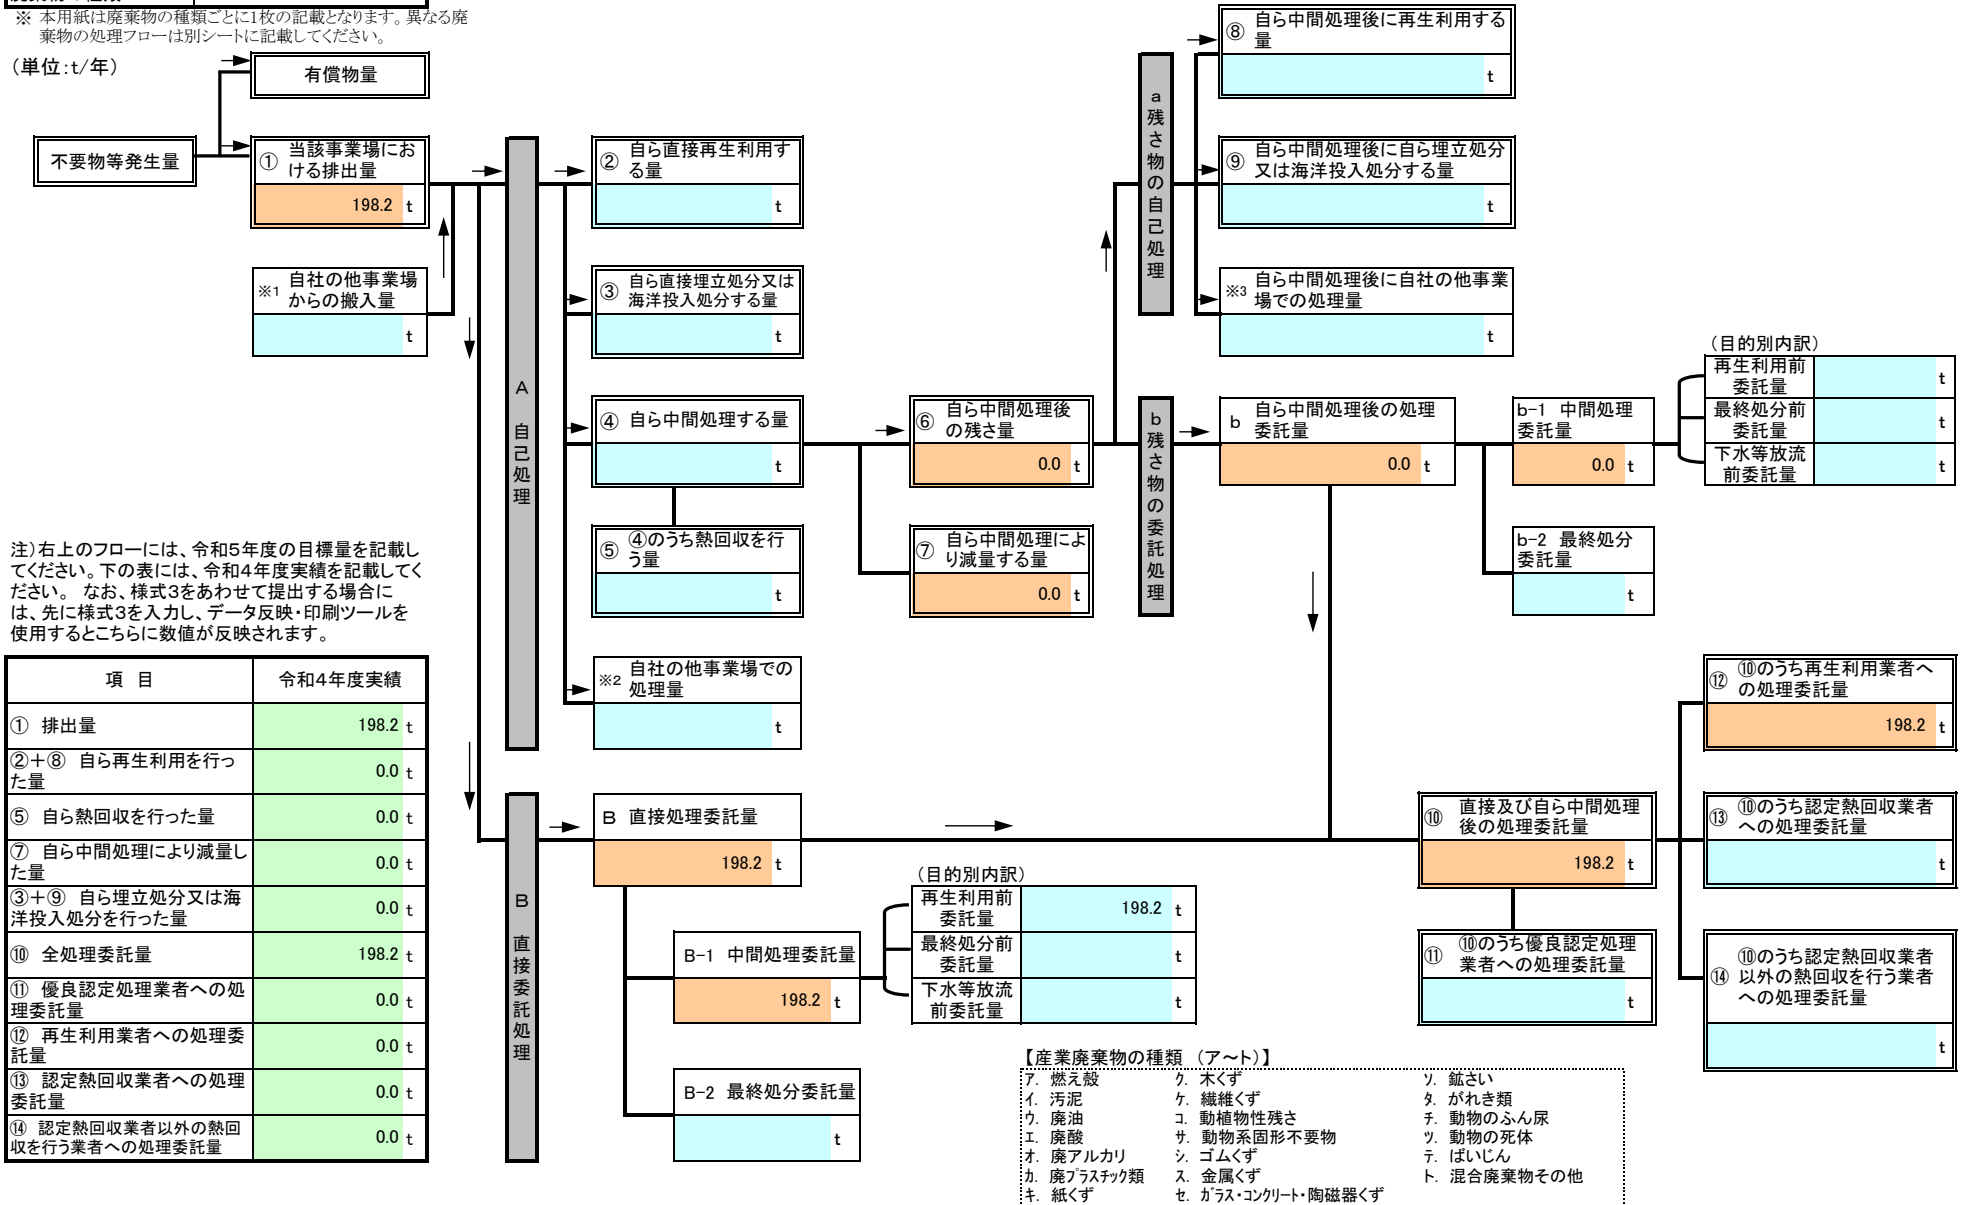 ※ 本用紙は廃棄物の種類ごとに1枚の記載となります。異なる廃
棄物の処理フローは別シートに記載してください。
(単位:t/年)
有償物量
不要物等発生量
① 当該事業場にお
ける排出量
198.2 t
※1 自社の他事業場
からの搬入量
t
A 自己処理
② 自ら直接再生利用す
る量
t
③ 自ら直接埋立処分又は
海洋投入処分する量
t
④ 自ら中間処理する量
t
⑤ ④のうち熱回収を行
う量
t
※2 自社の他事業場での
処理量
t
⑥ 自ら中間処理後
の残さ量
0.0 t
⑦ 自ら中間処理によ
り減量する量
0.0 t
a 残さ物の自己処理
⑧ 自ら中間処理後に再生利用する
量
t
⑨ 自ら中間処理後に自ら埋立処分
又は海洋投入処分する量
t
※3 自ら中間処理後に自社の他事業
場での処理量
t
b 残さ物の委託処理
b 自ら中間処理後の処理
委託量
0.0 t
b-1 中間処理
委託量
0.0 t
b-2 最終処分
委託量
t
(目的別内訳)
再生利用前
委託量
t
最終処分前
委託量
t
下水等放流
前委託量
t
注)右上のフローには、令和5年度の目標量を記載し
てください。下の表には、令和4年度実績を記載してく
ださい。 なお、様式3をあわせて提出する場合に
は、先に様式3を入力し、データ反映・印刷ツールを
使用するとこちらに数値が反映されます。
項 目 令和4年度実績
① 排出量 198.2 t
②+⑧ 自ら再生利用を行っ
た量 0.0 t
⑤ 自ら熱回収を行った量 0.0 t
⑦ 自ら中間処理により減量し
た量 0.0 t
③+⑨ 自ら埋立処分又は海
洋投入処分を行った量 0.0 t
⑩ 全処理委託量 198.2 t
⑪ 優良認定処理業者への処
理委託量 0.0 t
⑫ 再生利用業者への処理委
託量 0.0 t
⑬ 認定熱回収業者への処理
委託量 0.0 t
⑭ 認定熱回収業者以外の熱回
収を行う業者への処理委託量 0.0 t
B 直接委託処理
B 直接処理委託量
198.2 t
B-1 中間処理委託量
198.2 t
B-2 最終処分委託量
t
(目的別内訳)
再生利用前
委託量
198.2 t
最終処分前
委託量
t
下水等放流
前委託量
t
⑩ 直接及び自ら中間処理
後の処理委託量
198.2 t
⑪ ⑩のうち優良認定処理
業者への処理委託量
t
⑫ ⑩のうち再生利用業者へ
の処理委託量
198.2 t
⑬ ⑩のうち認定熱回収業者
への処理委託量
t
⑭ ⑩のうち認定熱回収業者
以外の熱回収を行う業者
への処理委託量
t
【産業廃棄物の種類 (ア~ト)】
ア. 燃え殻 ク. 木くず ソ. 鉱さい
イ. 汚泥 ケ. 繊維くず タ. がれき類
ウ. 廃油 コ. 動植物性残さ チ. 動物のふん尿
エ. 廃酸 サ. 動物系固形不要物 ツ. 動物の死体
オ. 廃アルカリ シ. ゴムくず テ. ばいじん
カ. 廃プラスチック類 ス. 金属くず ト. 混合廃棄物その他
キ. 紙くず セ. ガラス・コンクリート・陶磁器くず